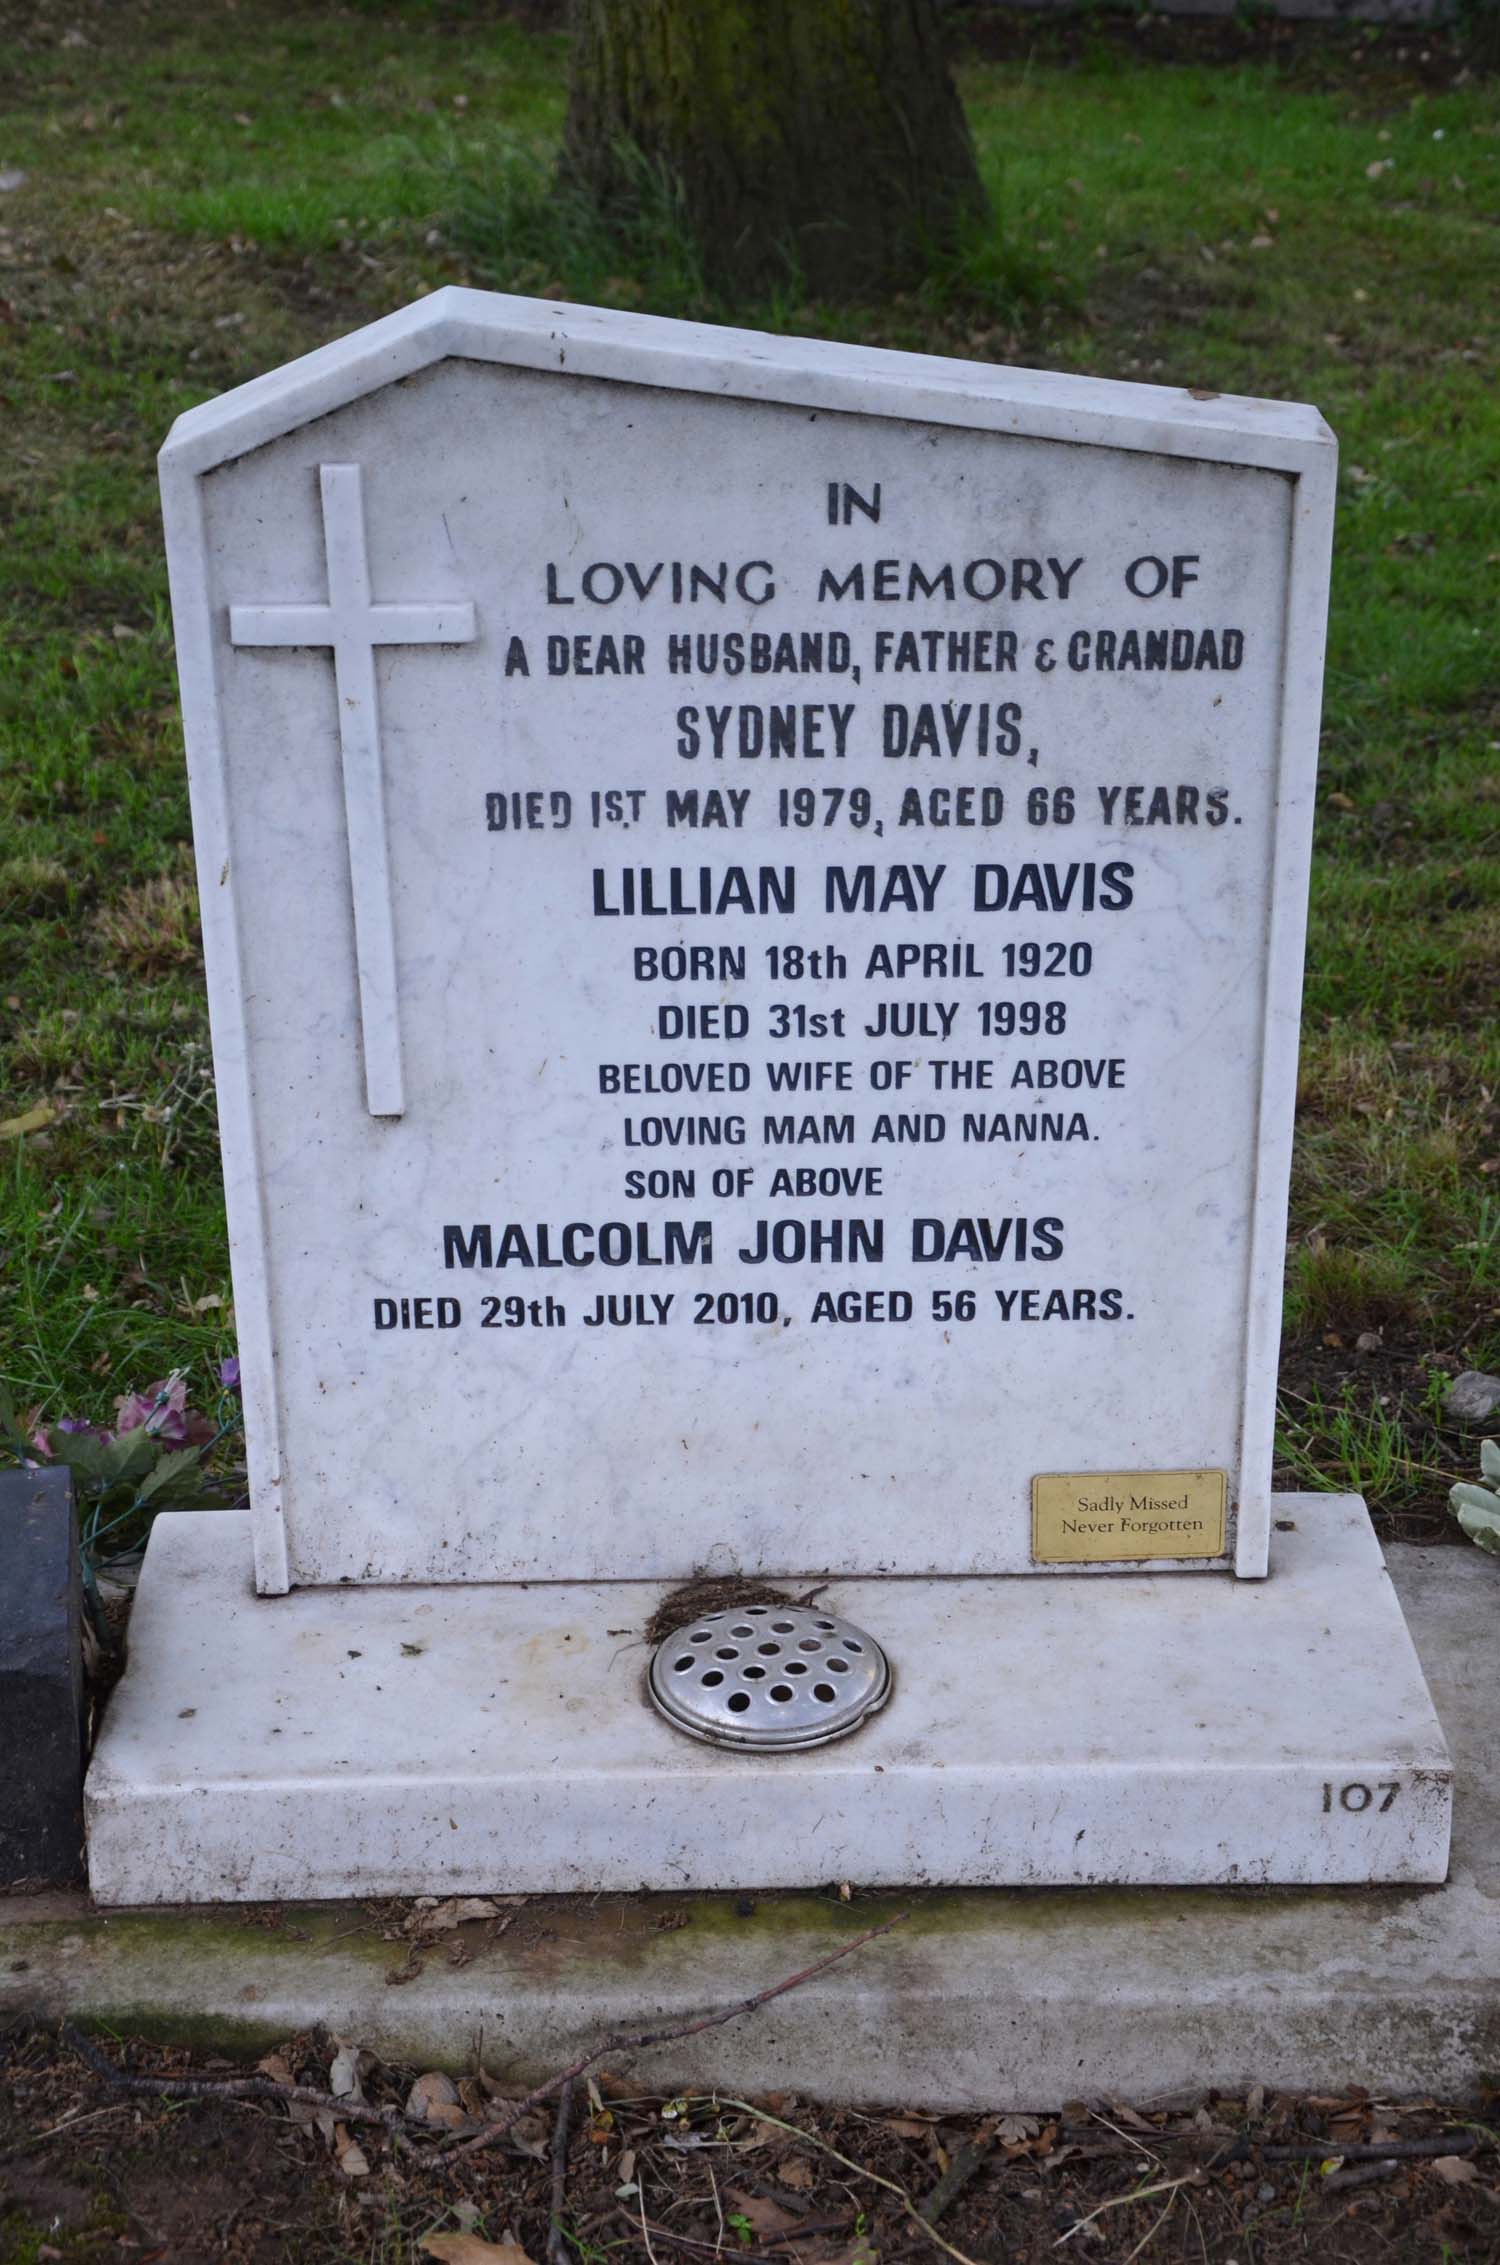 IN
LOVING MEMORY OF
A DEAR HUSBAND, FATHER & GRANDAD
SYDNEY DAVIS,
DIED 1ST MAY 1979, AGED 66 YEARS.
LILLIAN MAY DAVIS
BORN 18th APRIL 1920
DIED 31st JULY 1998
BELOVED WIFE OF THE ABOVE
LOVING MAM AND NANNA.
SON OF ABOVE
MALCOLM JOHN DAVIS
DIED 29th JULY 2010, AGED 56 YEARS.
Sadly Missed
Never Forgotten
107